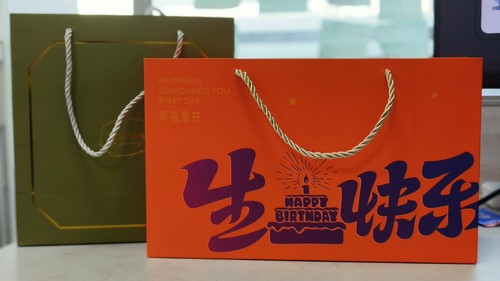 HAPPINESS
SURROUNDS YOU
EVERY DAY
幸福常在
生 快乐
HAPPY
BIRTHDAY